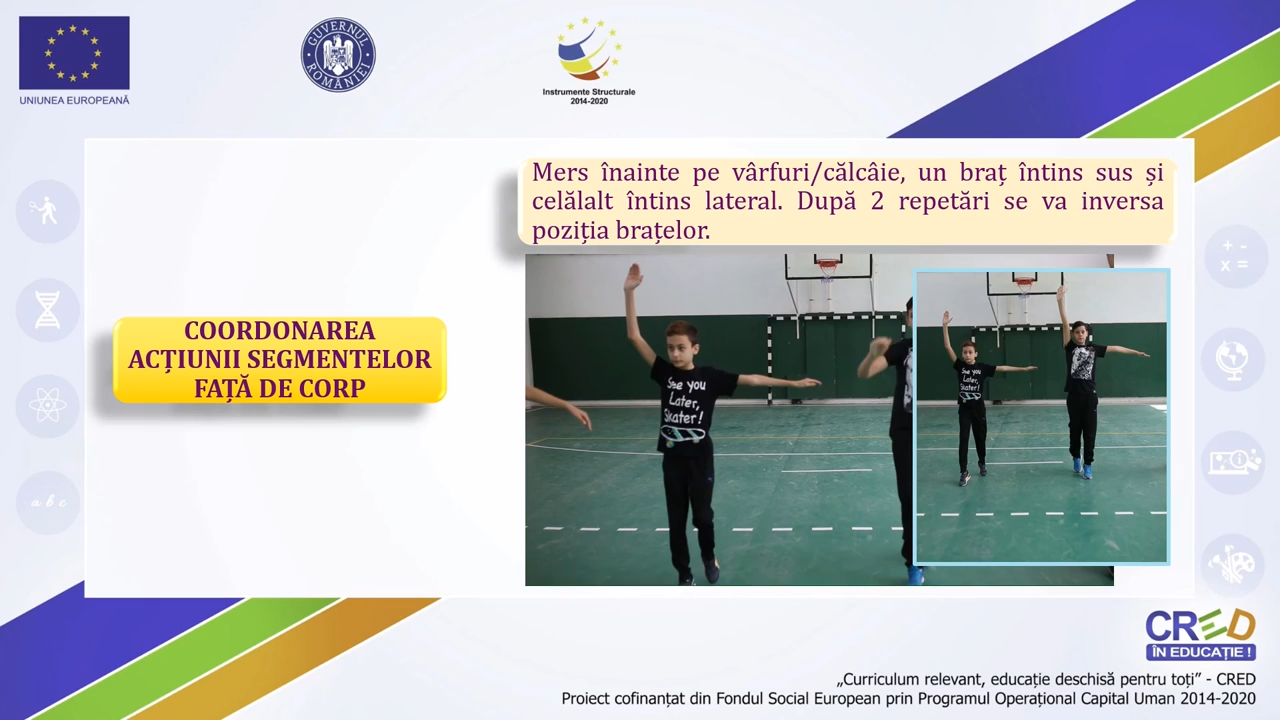 UNIUNEA EUROPEANĂ
GUVERNUL ROMÂNIEI
Instrumente Structurale
2014-2020
Mers înainte pe vârfuri/călcâie, un braț întins sus și
celălalt întins lateral. După 2 repetări se va inversa
poziția brațelor.
COORDONAREA
ACȚIUNII SEGMENTELOR
FAȚĂ DE CORP
See you
Later,
Skater!
See you
Later,
Skater!
+ -
x =
a b c
CRED
ÎN EDUCAȚIE !
„Curriculum relevant, educație deschisă pentru toți” - CRED
Proiect cofinanțat din Fondul Social European prin Programul Operațional Capital Uman 2014-2020